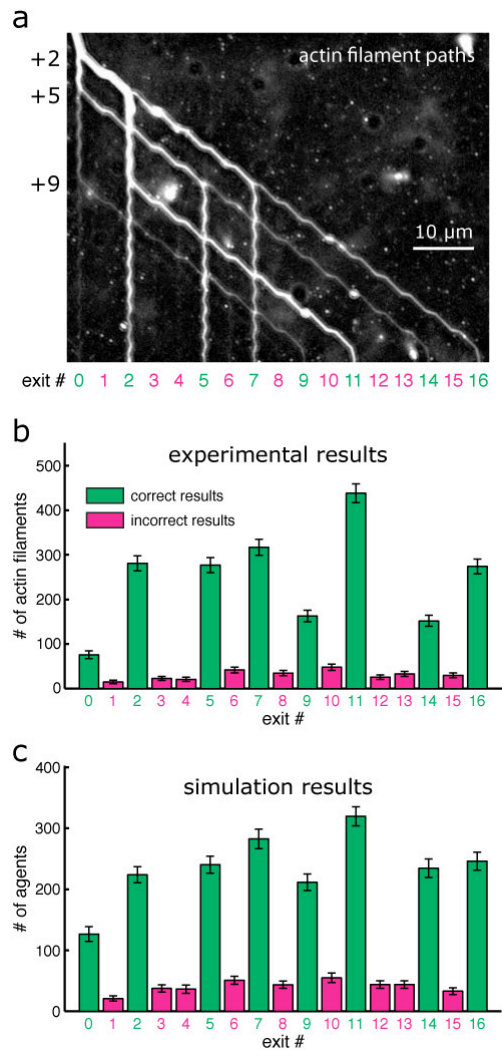 a
actin filament paths
+2
+5
+9
10 µm
exit # 0 1 2 3 4 5 6 7 8 9 10 11 12 13 14 15 16
b
experimental results
correct results
incorrect results
# of actin filaments
500
400
300
200
100
0
0 1 2 3 4 5 6 7 8 9 10 11 12 13 14 15 16
exit #
c
simulation results
# of agents
400
300
200
100
0
0 1 2 3 4 5 6 7 8 9 10 11 12 13 14 15 16
exit #